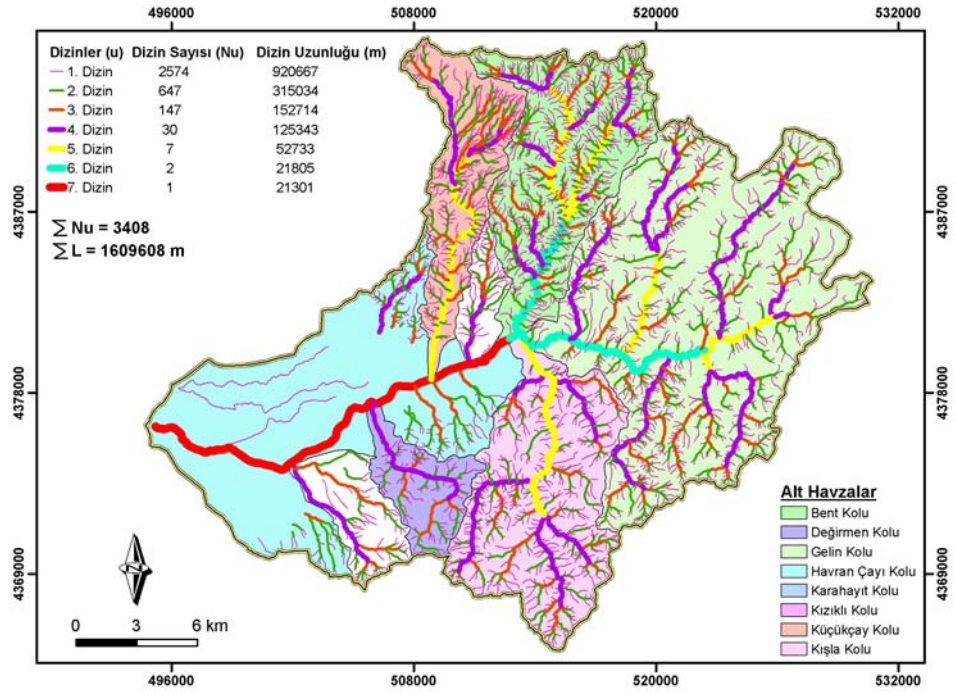 496000 508000 520000 532000
Dizinler (u) Dizin Sayısı (Nu) Dizin Uzunluğu (m)
1. Dizin 2574 920667
2. Dizin 647 315034
3. Dizin 147 152714
4. Dizin 30 125343
5. Dizin 7 52733
6. Dizin 2 21805
7. Dizin 1 21301
∑ Nu = 3408
∑ L = 1609608 m
4387000 4387000
4378000 4378000
4369000 4369000
N
0 3 6 km
Alt Havzalar
Bent Kolu
Değirmen Kolu
Gelin Kolu
Havran Çayı Kolu
Karahayıt Kolu
Kızıklı Kolu
Küçükçay Kolu
Kışla Kolu
496000 508000 520000 532000